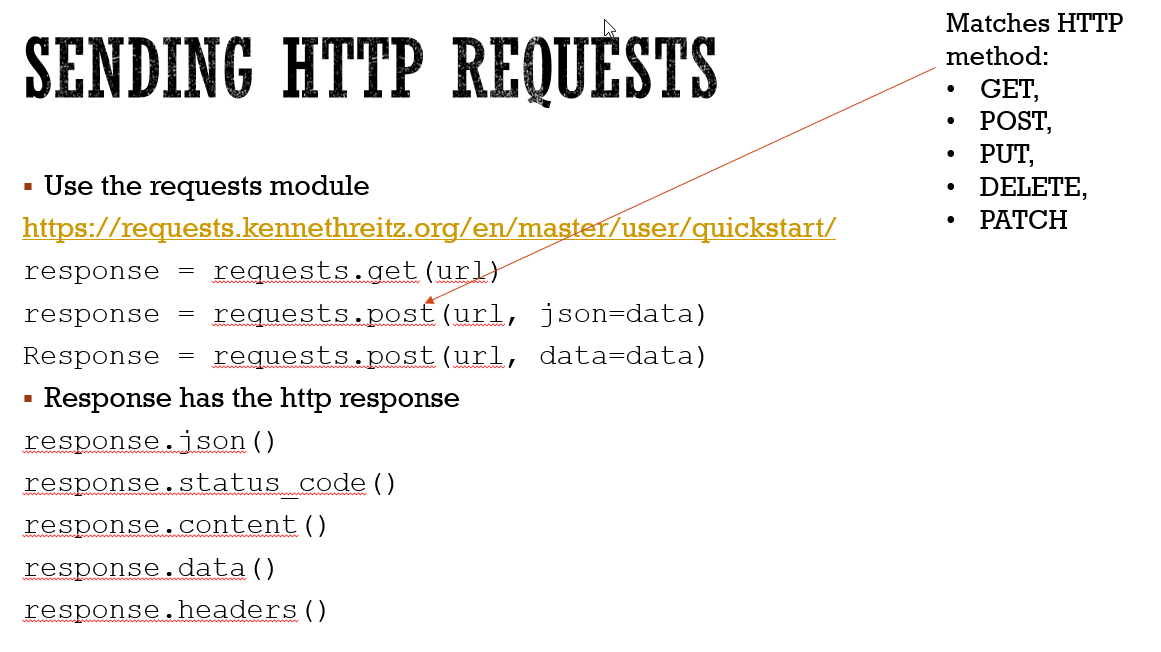 SENDING HTTP REQUESTS
Matches HTTP
method:
• GET,
• POST,
• PUT,
• DELETE,
• PATCH
▪ Use the requests module
https://requests.kennethreitz.org/en/master/user/quickstart/
response = requests.get(url)
response = requests.post(url, json=data)
Response = requests.post(url, data=data)
▪ Response has the http response
response.json()
response.status_code()
response.content()
response.data()
response.headers()